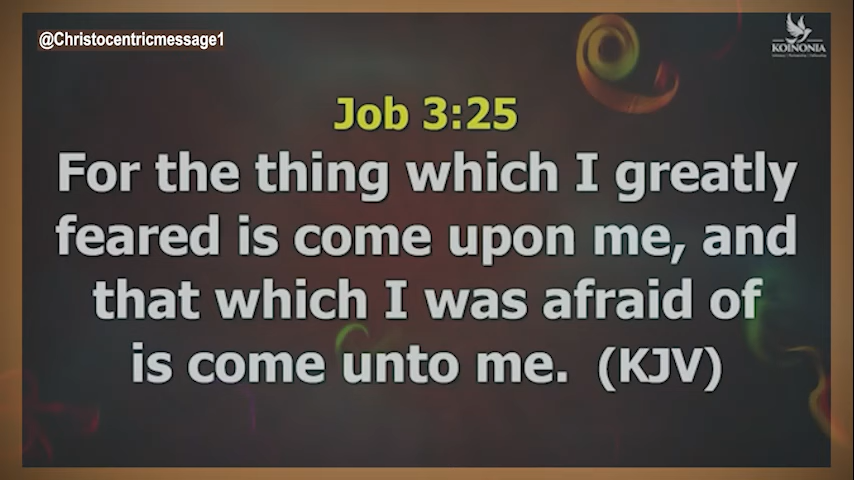 @Christocentricmessage1
KOINONIA
Job 3:25
For the thing which I greatly
feared is come upon me, and
that which I was afraid of
is come unto me. (KJV)